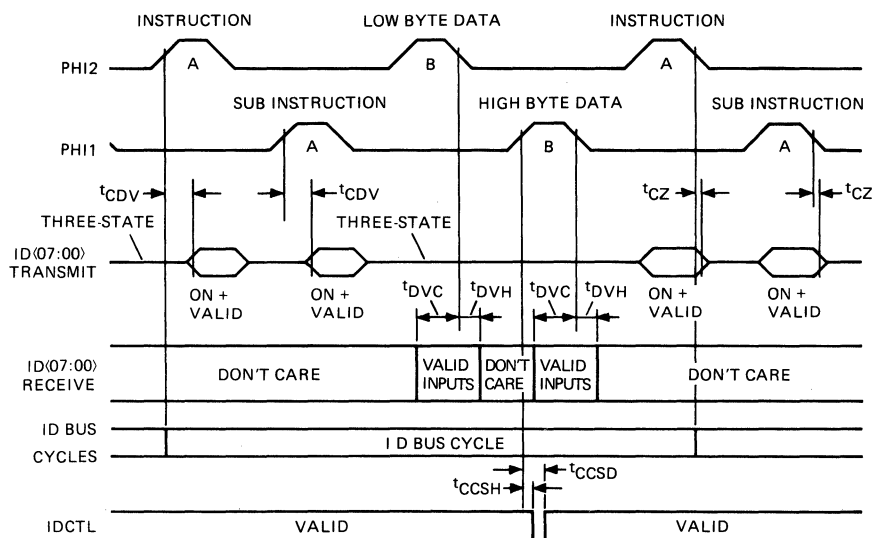 INSTRUCTION LOW BYTE DATA INSTRUCTION
PHI2 A B A
SUB INSTRUCTION HIGH BYTE DATA SUB INSTRUCTION
PHI1 A B A
tCDV tCDV tCZ tCZ
THREE-STATE THREE-STATE
ID⟨07:00⟩
TRANSMIT
ON + VALID ON + VALID ON + VALID ON + VALID
tDVC tDVH tDVC tDVH
ID⟨07:00⟩
RECEIVE
DON'T CARE VALID INPUTS DON'T CARE VALID INPUTS DON'T CARE
ID BUS
CYCLES
I D BUS CYCLE
tCCSD
tCCSH
IDCTL VALID VALID